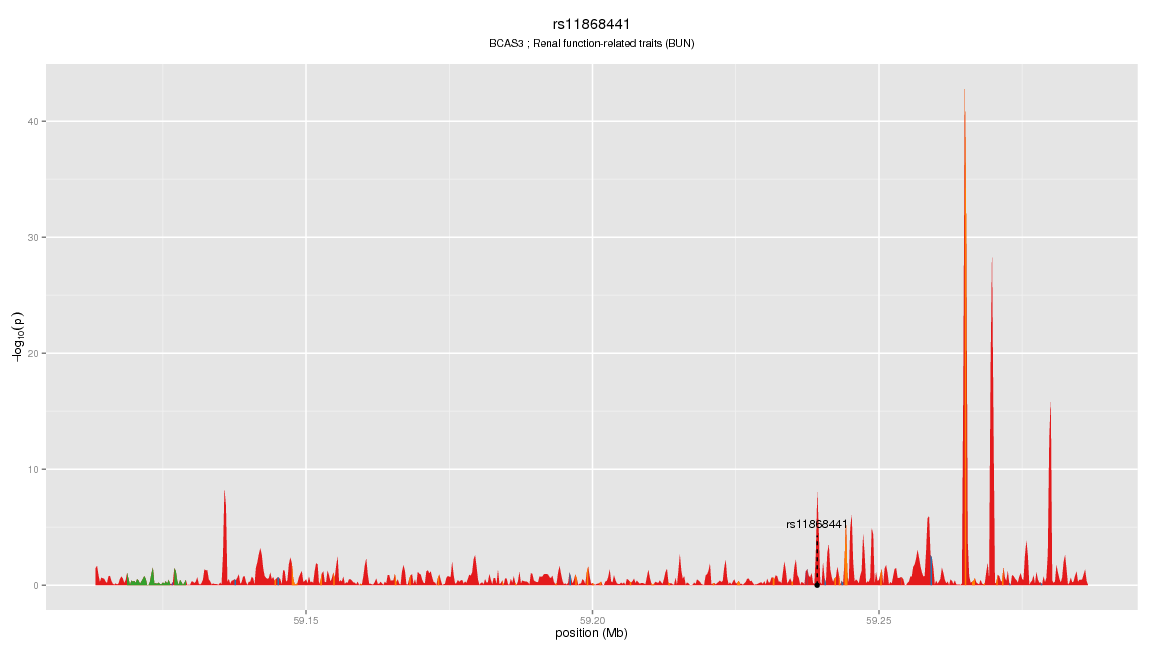 rs11868441
BCAS3 ; Renal function-related traits (BUN)
40
30
20
10
0
−log10(p)
rs11868441
59.15
59.20
59.25
position (Mb)